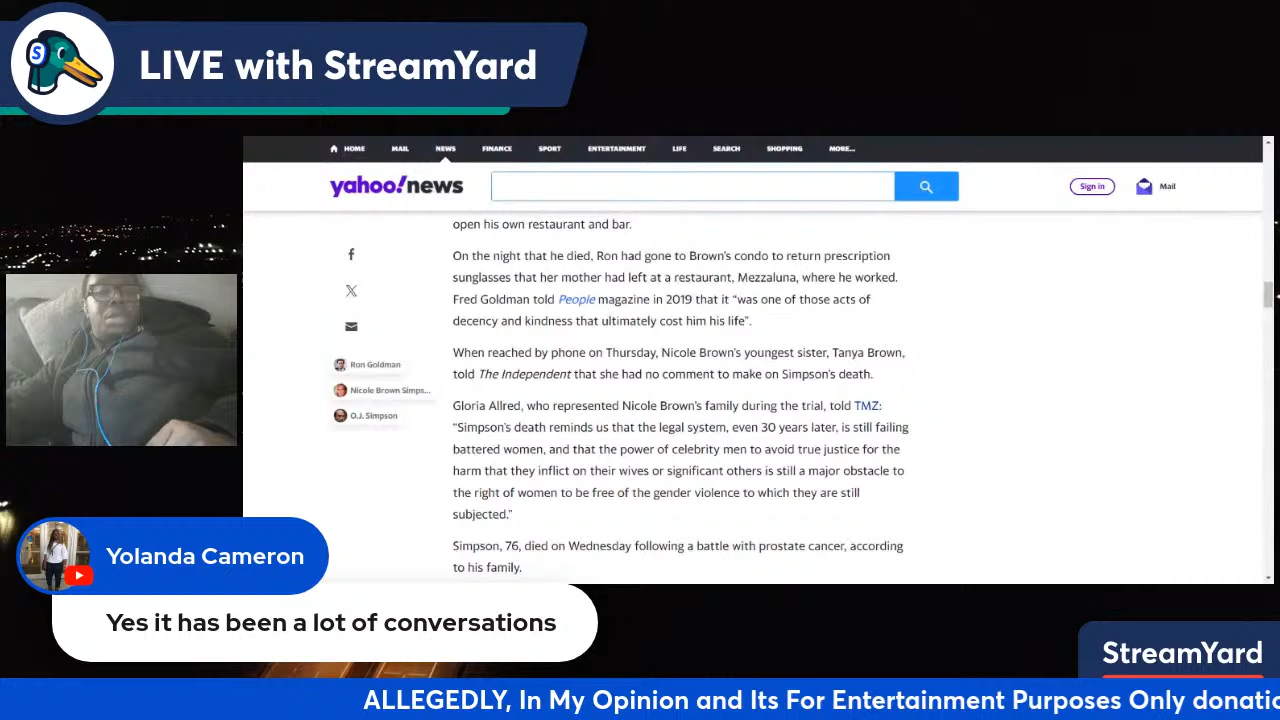 S
LIVE with StreamYard
HOME MAIL NEWS FINANCE SPORT ENTERTAINMENT LIFE SEARCH SHOPPING MORE...
yahoo!news
Sign in
Mail
open his own restaurant and bar.
On the night that he died, Ron had gone to Brown's condo to return prescription
sunglasses that her mother had left at a restaurant, Mezzaluna, where he worked.
Fred Goldman told People magazine in 2019 that it “was one of those acts of
decency and kindness that ultimately cost him his life”.
When reached by phone on Thursday, Nicole Brown's youngest sister, Tanya Brown,
told The Independent that she had no comment to make on Simpson's death.
Gloria Allred, who represented Nicole Brown's family during the trial, told TMZ:
“Simpson's death reminds us that the legal system, even 30 years later, is still failing
battered women, and that the power of celebrity men to avoid true justice for the
harm that they inflict on their wives or significant others is still a major obstacle to
the right of women to be free of the gender violence to which they are still
subjected.”
Simpson, 76, died on Wednesday following a battle with prostate cancer, according
to his family.
Ron Goldman
Nicole Brown Simps...
O.J. Simpson
Yolanda Cameron
Yes it has been a lot of conversations
StreamYard
ALLEGEDLY, In My Opinion and Its For Entertainment Purposes Only donatio